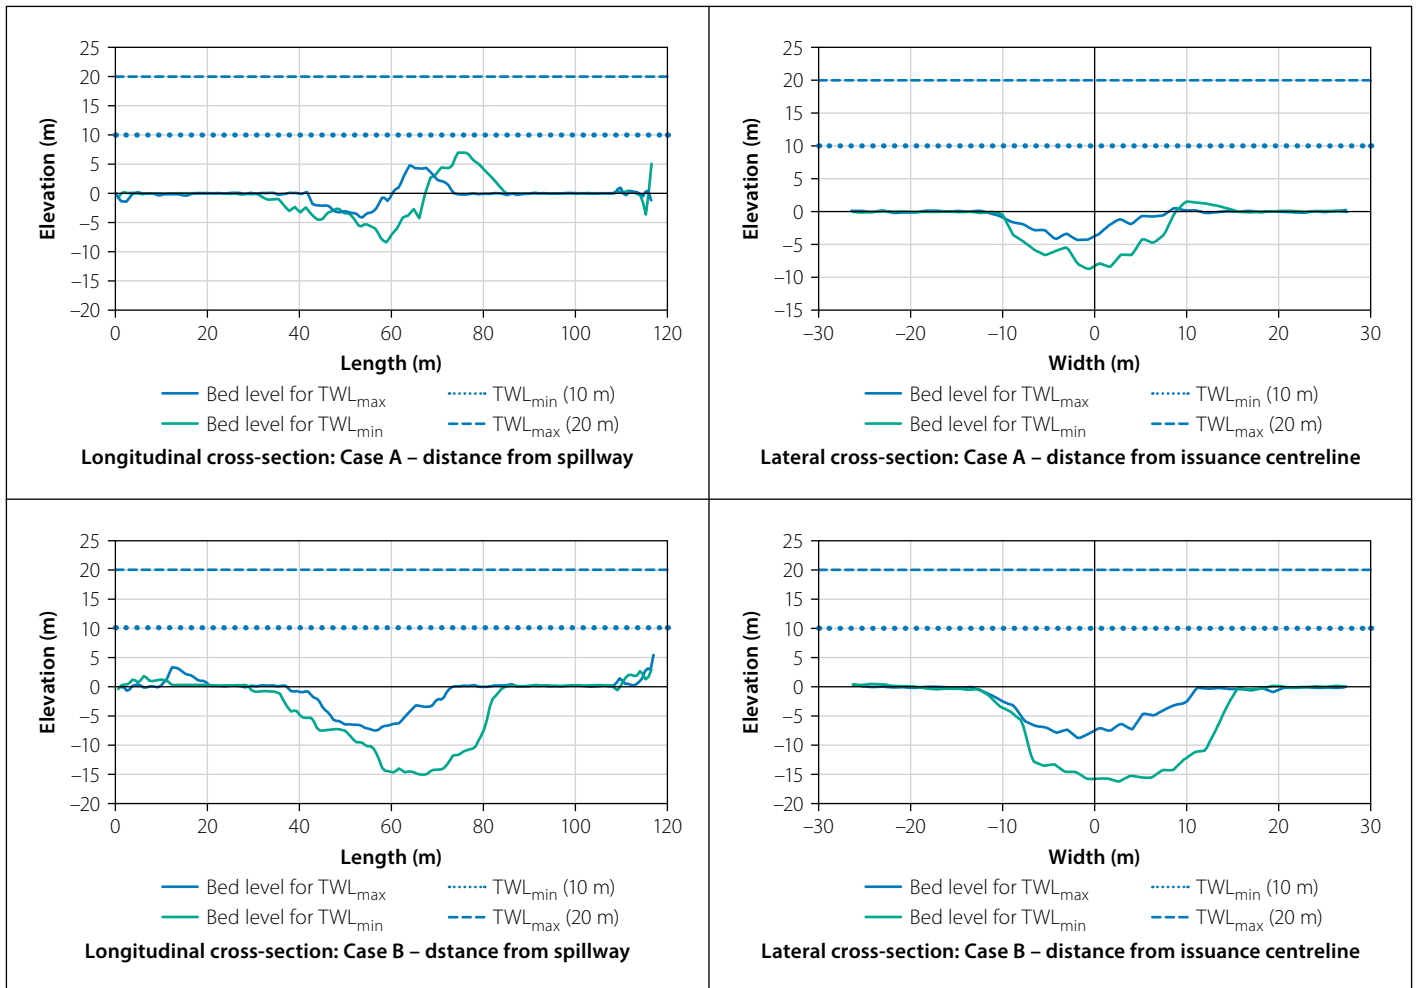 25
20
15
10
5
0
–5
–10
–15
–20
Elevation (m)
0 20 40 60 80 100 120
Length (m)
Bed level for TWLmax TWLmin (10 m)
Bed level for TWLmin TWLmax (20 m)
Longitudinal cross-section: Case A – distance from spillway
25
20
15
10
5
0
–5
–10
–15
Elevation (m)
–30 –20 –10 0 10 20 30
Width (m)
Bed level for TWLmax TWLmin (10 m)
Bed level for TWLmin TWLmax (20 m)
Lateral cross-section: Case A – distance from issuance centreline
25
20
15
10
5
0
–5
–10
–15
–20
Elevation (m)
0 20 40 60 80 100 120
Length (m)
Bed level for TWLmax TWLmin (10 m)
Bed level for TWLmin TWLmax (20 m)
Longitudinal cross-section: Case B – dstance from spillway
25
20
15
10
5
0
–5
–10
–15
–20
Elevation (m)
–30 –20 –10 0 10 20 30
Width (m)
Bed level for TWLmax TWLmin (10 m)
Bed level for TWLmin TWLmax (20 m)
Lateral cross-section: Case B – distance from issuance centreline